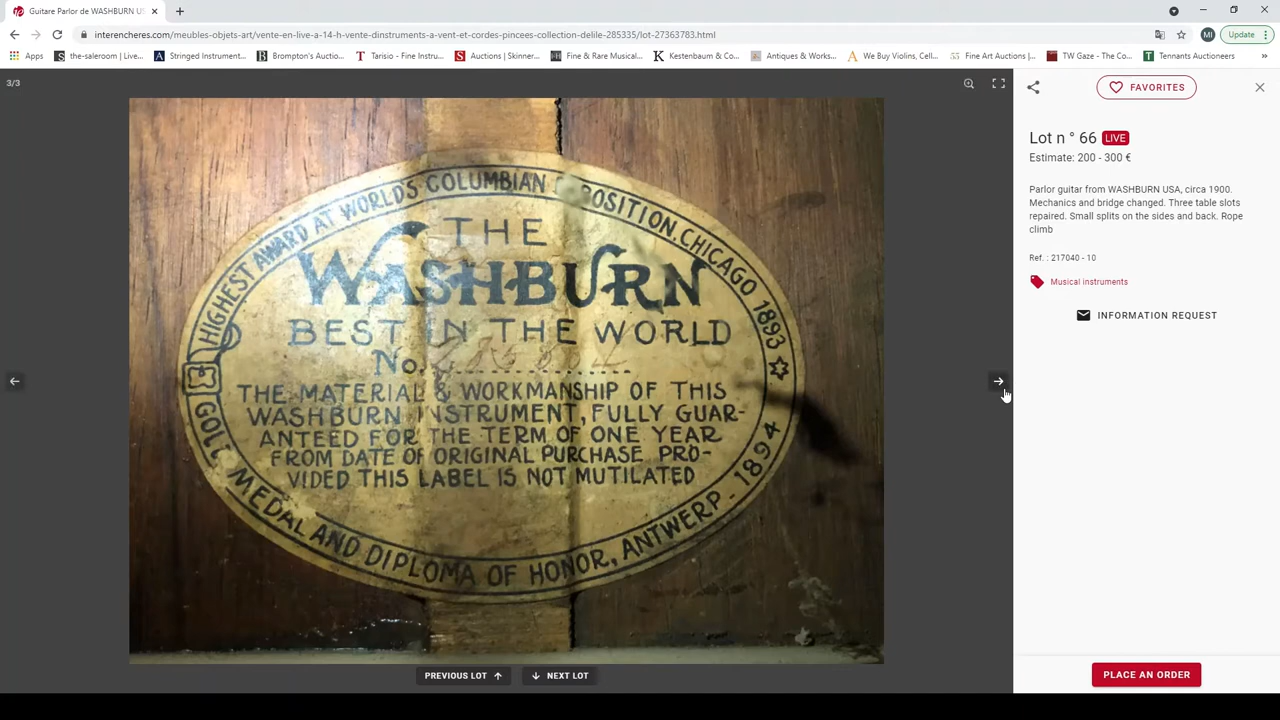 Guitare Parlor de WASHBURN US
interencheres.com/meubles-objets-art/vente-en-live-a-14-h-vente-dinstruments-a-vent-et-cordes-pincees-collection-delile-285335/lot-27363783.html
MI
Update
Apps
the-saleroom | Live...
Stringed Instrumen...
Brompton's Auctio...
Tarisio - Fine Instru...
Auctions | Skinner...
Fine & Rare Musical...
Kestenbaum & Co...
Antiques & Works...
We Buy Violins, Cell...
Fine Art Auctions |...
TW Gaze - The Co...
Tennants Auctioneers
3/3
HIGHEST AWARD AT WORLD'S COLUMBIAN POSITION. CHICAGO 1893
THE
WASHBURN
BEST IN THE WORLD
No.
THE MATERIAL & WORKMANSHIP OF THIS
WASHBURN INSTRUMENT, FULLY GUAR-
ANTEED FOR THE TERM OF ONE YEAR
FROM DATE OF ORIGINAL PURCHASE PRO-
VIDED THIS LABEL IS NOT MUTILATED
GOLD MEDAL AND DIPLOMA OF HONOR, ANTWERP - 1894
PREVIOUS LOT
NEXT LOT
FAVORITES
Lot n ° 66 LIVE
Estimate: 200 - 300 €
Parlor guitar from WASHBURN USA, circa 1900.
Mechanics and bridge changed. Three table slots
repaired. Small splits on the sides and back. Rope
climb
Ref. : 217040 - 10
Musical instruments
INFORMATION REQUEST
PLACE AN ORDER